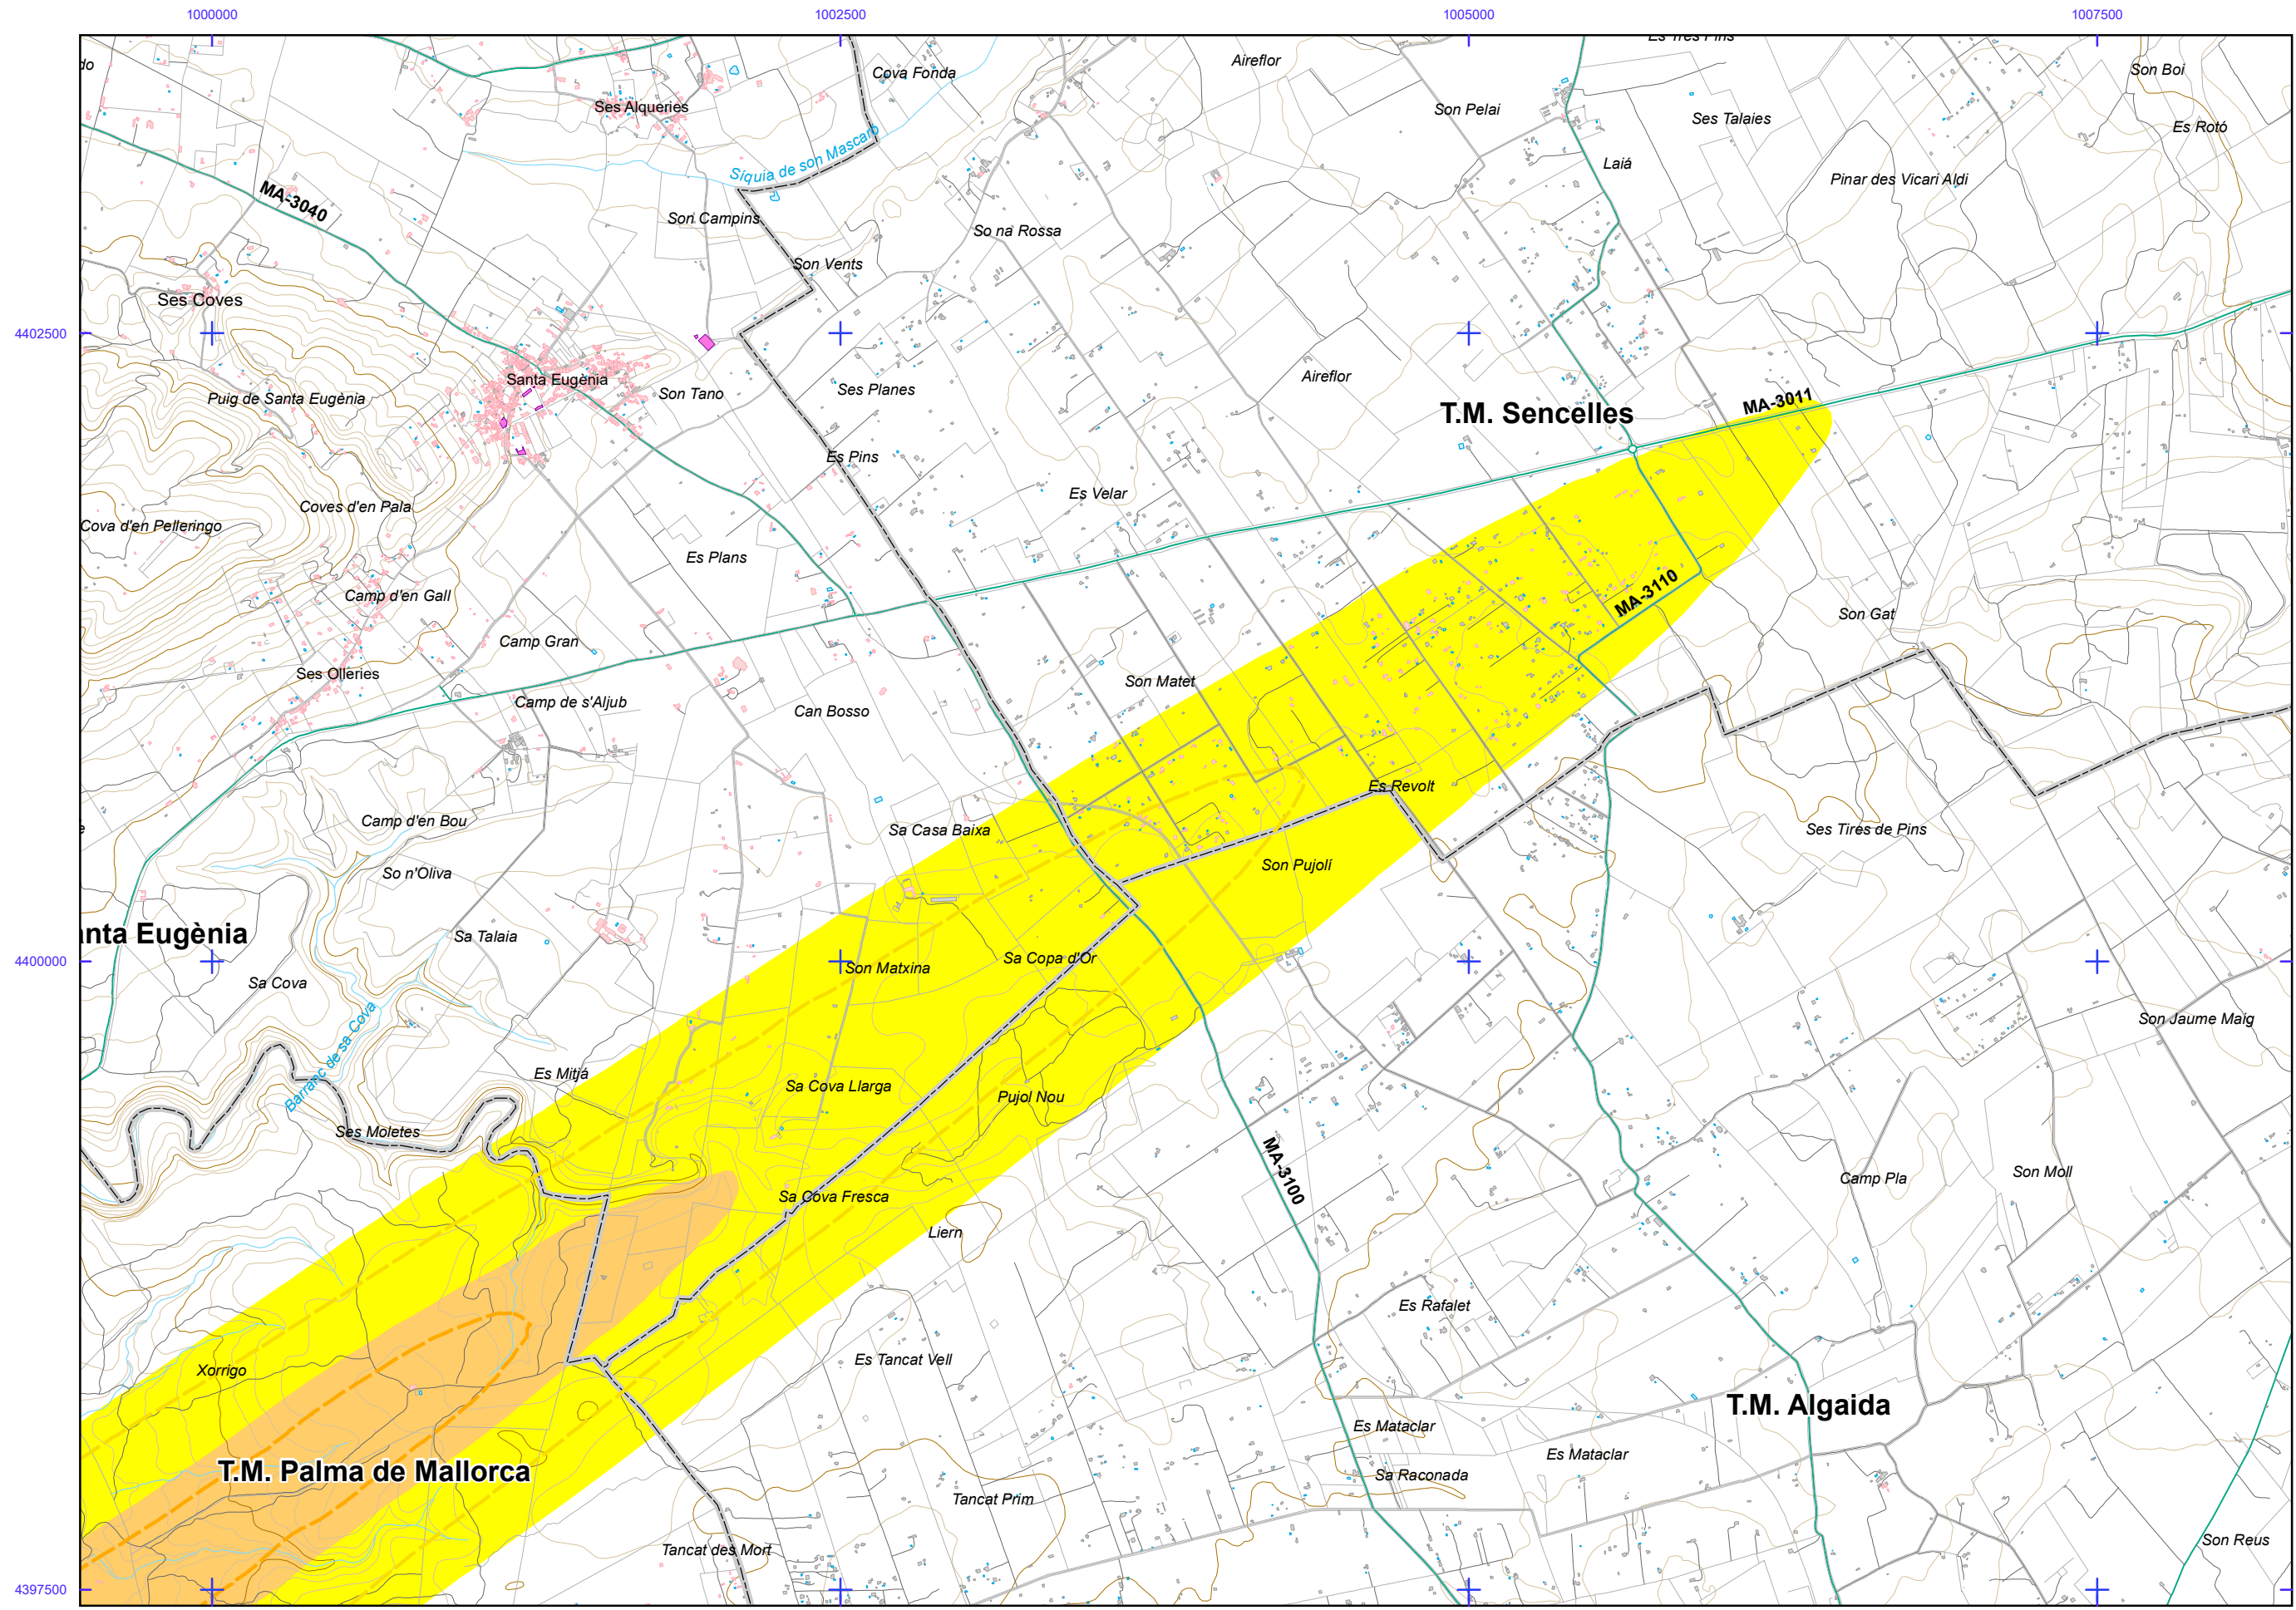 1000000
1002500
1005000
1007500
do
Es Tres Pins
Cova Fonda
Aireflor
Son Boi
Ses Alqueries
Son Pelai
Ses Talaies
Es Rotó
Síquia de son Mascaró
Laiá
Pinar des Vicari Aldi
MA-3040
Son Campins
So na Rossa
Son Vents
Ses Coves
4402500
Santa Eugènia
Aireflor
Son Tano
Ses Planes
Puig de Santa Eugènia
MA-3011
T.M. Sencelles
Es Pins
Es Velar
Coves d'en Pala
Cova d'en Pelleringo
Es Plans
MA-3110
Camp d'en Gall
Son Gat
Camp Gran
Ses Olleries
Son Matet
Camp de s'Aljub
Can Bosso
Es Revolt
Camp d'en Bou
Sa Casa Baixa
Ses Tires de Pins
e
So n'Oliva
Son Pujolí
nta Eugènia
Sa Talaia
Sa Copa d'Or
4400000
Son Matxina
Sa Cova
Son Jaume Maig
Barranc de sa Cova
Es Mitjá
Sa Cova Llarga
Pujol Nou
Ses Moletes
MA-3100
Camp Pla
Son Moll
Sa Cova Fresca
Liern
Es Rafalet
Xorrigo
Es Tancat Vell
T.M. Algaida
Es Mataclar
Es Mataclar
T.M. Palma de Mallorca
Sa Raconada
Tancat Prim
Tancat des Mort
Son Reus
4397500